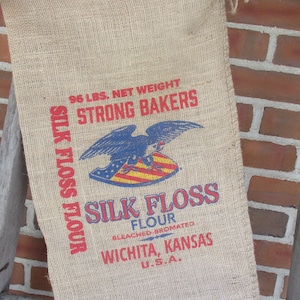 96 LBS. NET WEIGHT
STRONG BAKERS
SILK FLOSS FLOUR
SILK FLOSS
FLOUR
BLEACHED-BROMATED
WICHITA, KANSAS
U.S.A.